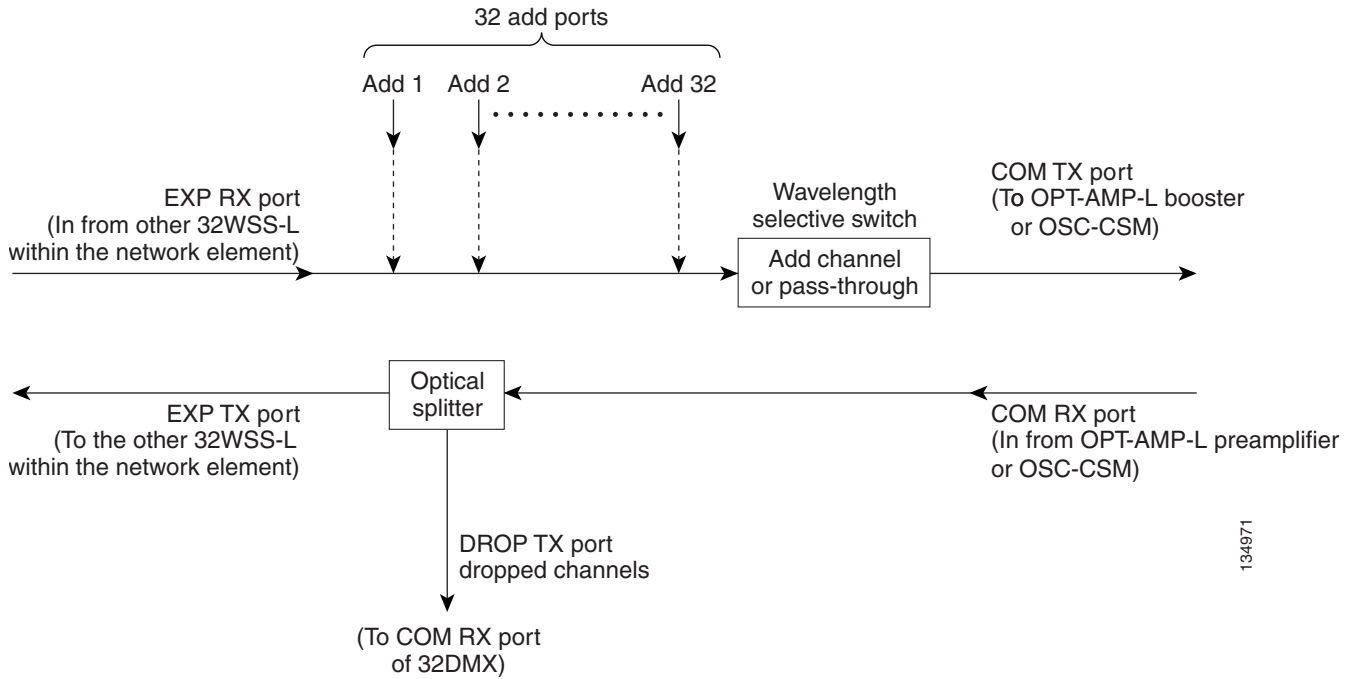 32 add ports
Add 1
Add 2
Add 32
EXP RX port
(In from other 32WSS-L
within the network element)
Wavelength
selective switch
Add channel
or pass-through
COM TX port
(To OPT-AMP-L booster
or OSC-CSM)
Optical
splitter
EXP TX port
(To the other 32WSS-L
within the network element)
COM RX port
(In from OPT-AMP-L preamplifier
or OSC-CSM)
DROP TX port
dropped channels
(To COM RX port
of 32DMX)
134971